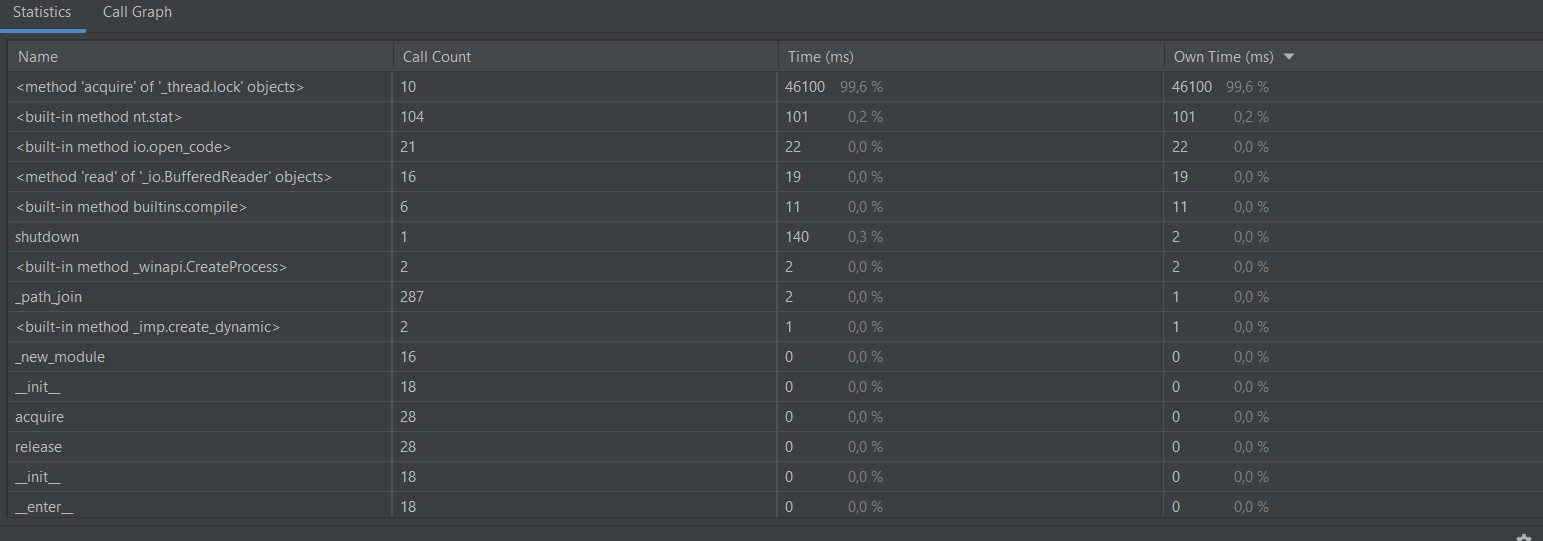 Statistics Call Graph
Name Call Count Time (ms) Own Time (ms)
<method 'acquire' of '_thread.lock' objects> 10 46100 99,6 % 46100 99,6 %
<built-in method nt.stat> 104 101 0,2 % 101 0,2 %
<built-in method io.open_code> 21 22 0,0 % 22 0,0 %
<method 'read' of '_io.BufferedReader' objects> 16 19 0,0 % 19 0,0 %
<built-in method builtins.compile> 6 11 0,0 % 11 0,0 %
shutdown 1 140 0,3 % 2 0,0 %
<built-in method _winapi.CreateProcess> 2 2 0,0 % 2 0,0 %
_path_join 287 2 0,0 % 1 0,0 %
<built-in method _imp.create_dynamic> 2 1 0,0 % 1 0,0 %
_new_module 16 0 0,0 % 0 0,0 %
__init__ 18 0 0,0 % 0 0,0 %
acquire 28 0 0,0 % 0 0,0 %
release 28 0 0,0 % 0 0,0 %
__init__ 18 0 0,0 % 0 0,0 %
__enter__ 18 0 0,0 % 0 0,0 %